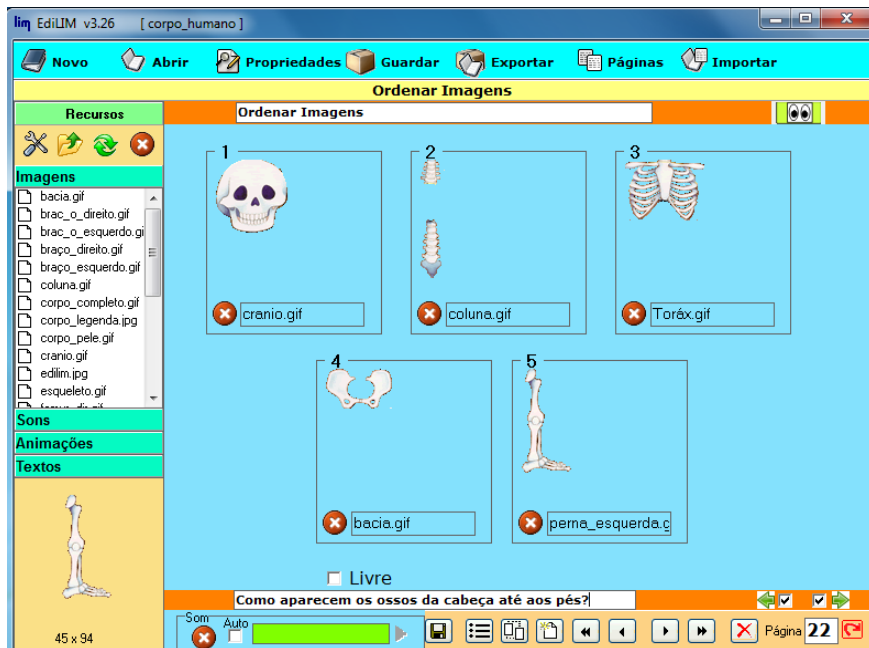 lim EdiLIM v3.26 [ corpo_humano ]
Novo Abrir Propriedades Guardar Exportar Páginas Importar
Ordenar Imagens
Recursos
Ordenar Imagens
Imagens
bacia.gif
brac_o_direito.gif
brac_o_esquerdo.gi
braço_direito.gif
braço_esquerdo.gif
coluna.gif
corpo_completo.gif
corpo_legenda.jpg
corpo_pele.gif
cranio.gif
edilim.jpg
esqueleto.gif
Sons
Animações
Textos
45 x 94
1
cranio.gif
2
coluna.gif
3
Toráx.gif
4
bacia.gif
5
perna_esquerda.g
Livre
Como aparecem os ossos da cabeça até aos pés?
Som
Auto
Página 22